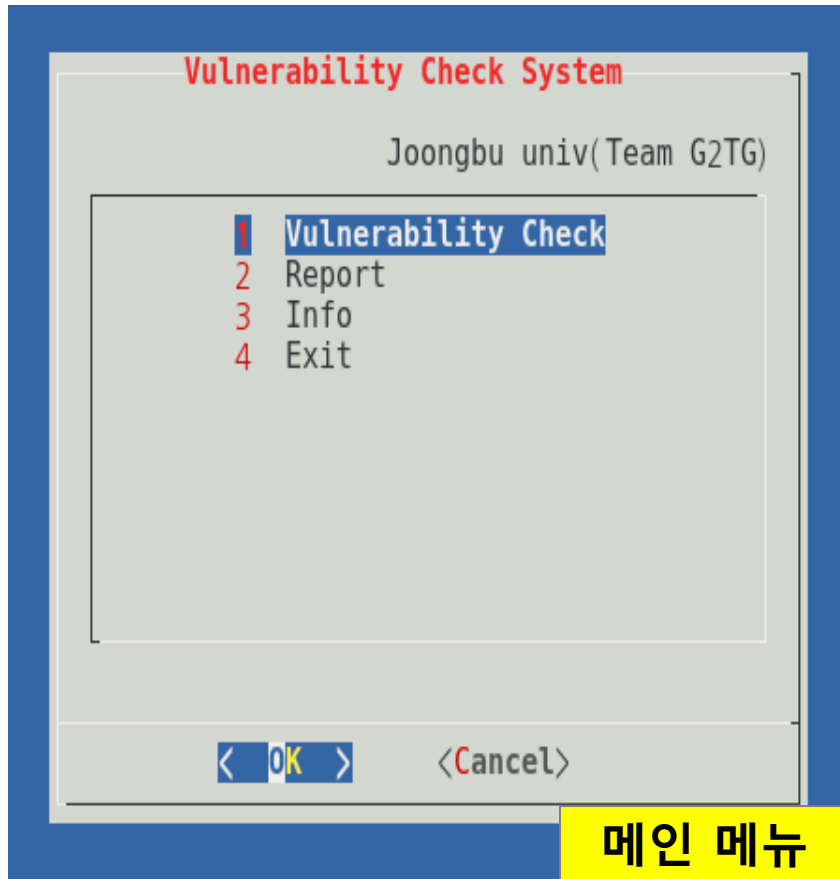 Vulnerability Check System
Joongbu univ(Team G2TG)
1 Vulnerability Check
2 Report
3 Info
4 Exit
< OK > <Cancel>
메인 메뉴